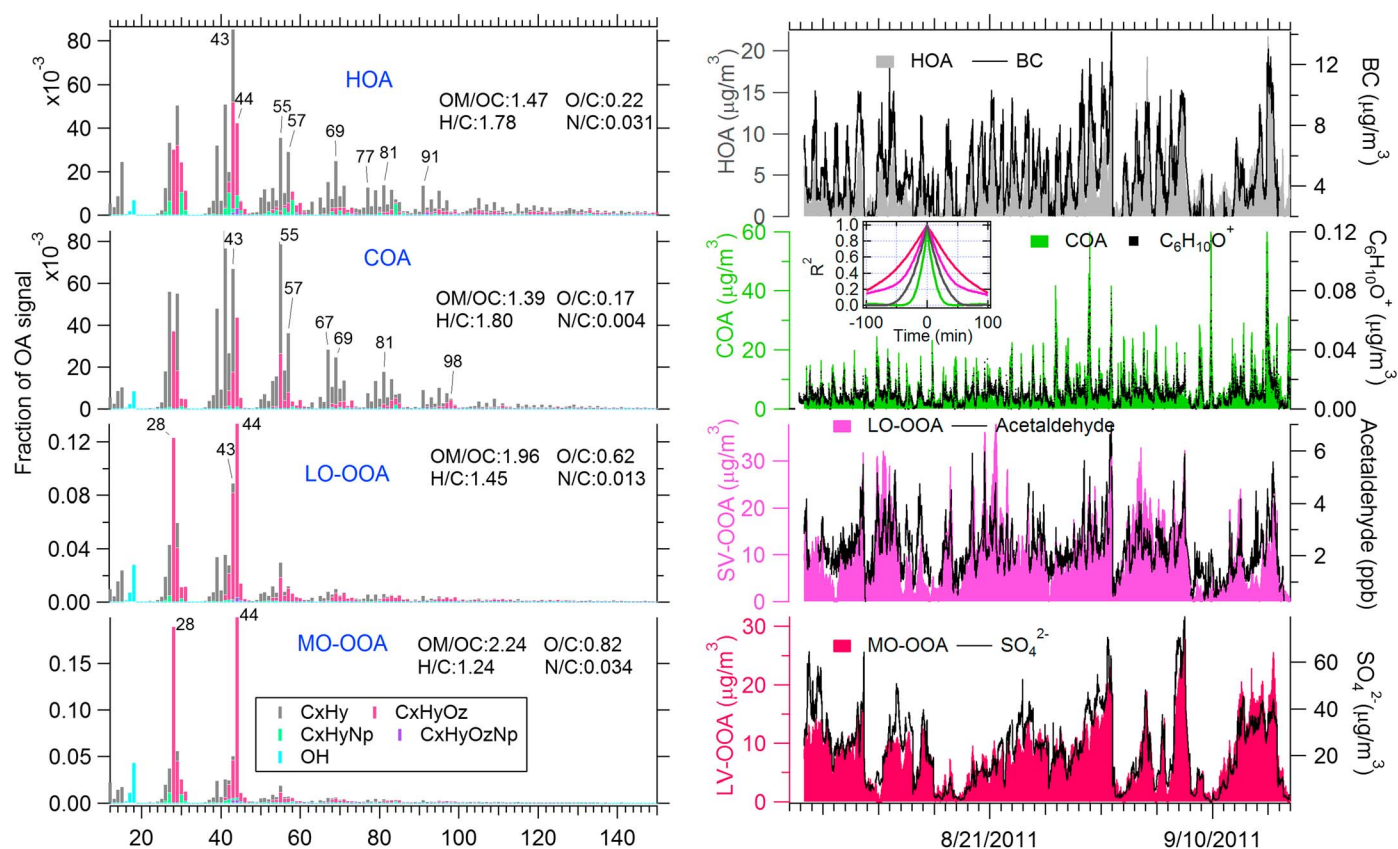 Fraction of OA signal
x10⁻³
80
60
40
20
0
HOA
43
44
55
57
69
77
81
91
OM/OC:1.47 O/C:0.22
H/C:1.78 N/C:0.031
x10⁻³
80
60
40
20
0
COA
43
55
57
67
69
81
98
OM/OC:1.39 O/C:0.17
H/C:1.80 N/C:0.004
0.12
0.08
0.04
0.00
LO-OOA
28
43
44
OM/OC:1.96 O/C:0.62
H/C:1.45 N/C:0.013
0.15
0.10
0.05
0.00
MO-OOA
28
44
OM/OC:2.24 O/C:0.82
H/C:1.24 N/C:0.034
CxHy CxHyOz
CxHyNp CxHyOzNp
OH
20 40 60 80 100 120 140
HOA (µg/m³)
20
15
10
5
0
HOA BC
12
8
4
BC (µg/m³)
COA (µg/m³)
60
40
20
0
COA C₆H₁₀O⁺
0.12
0.08
0.04
0.00
C₆H₁₀O⁺ (µg/m³)
R²
1.0
0.8
0.6
0.4
0.2
0.0
-100 0 100
Time (min)
SV-OOA (µg/m³)
30
20
10
0
LO-OOA Acetaldehyde
6
4
2
Acetaldehyde (ppb)
LV-OOA (µg/m³)
30
20
10
0
MO-OOA SO₄²⁻
60
40
20
SO₄²⁻(µg/m³)
8/21/2011 9/10/2011